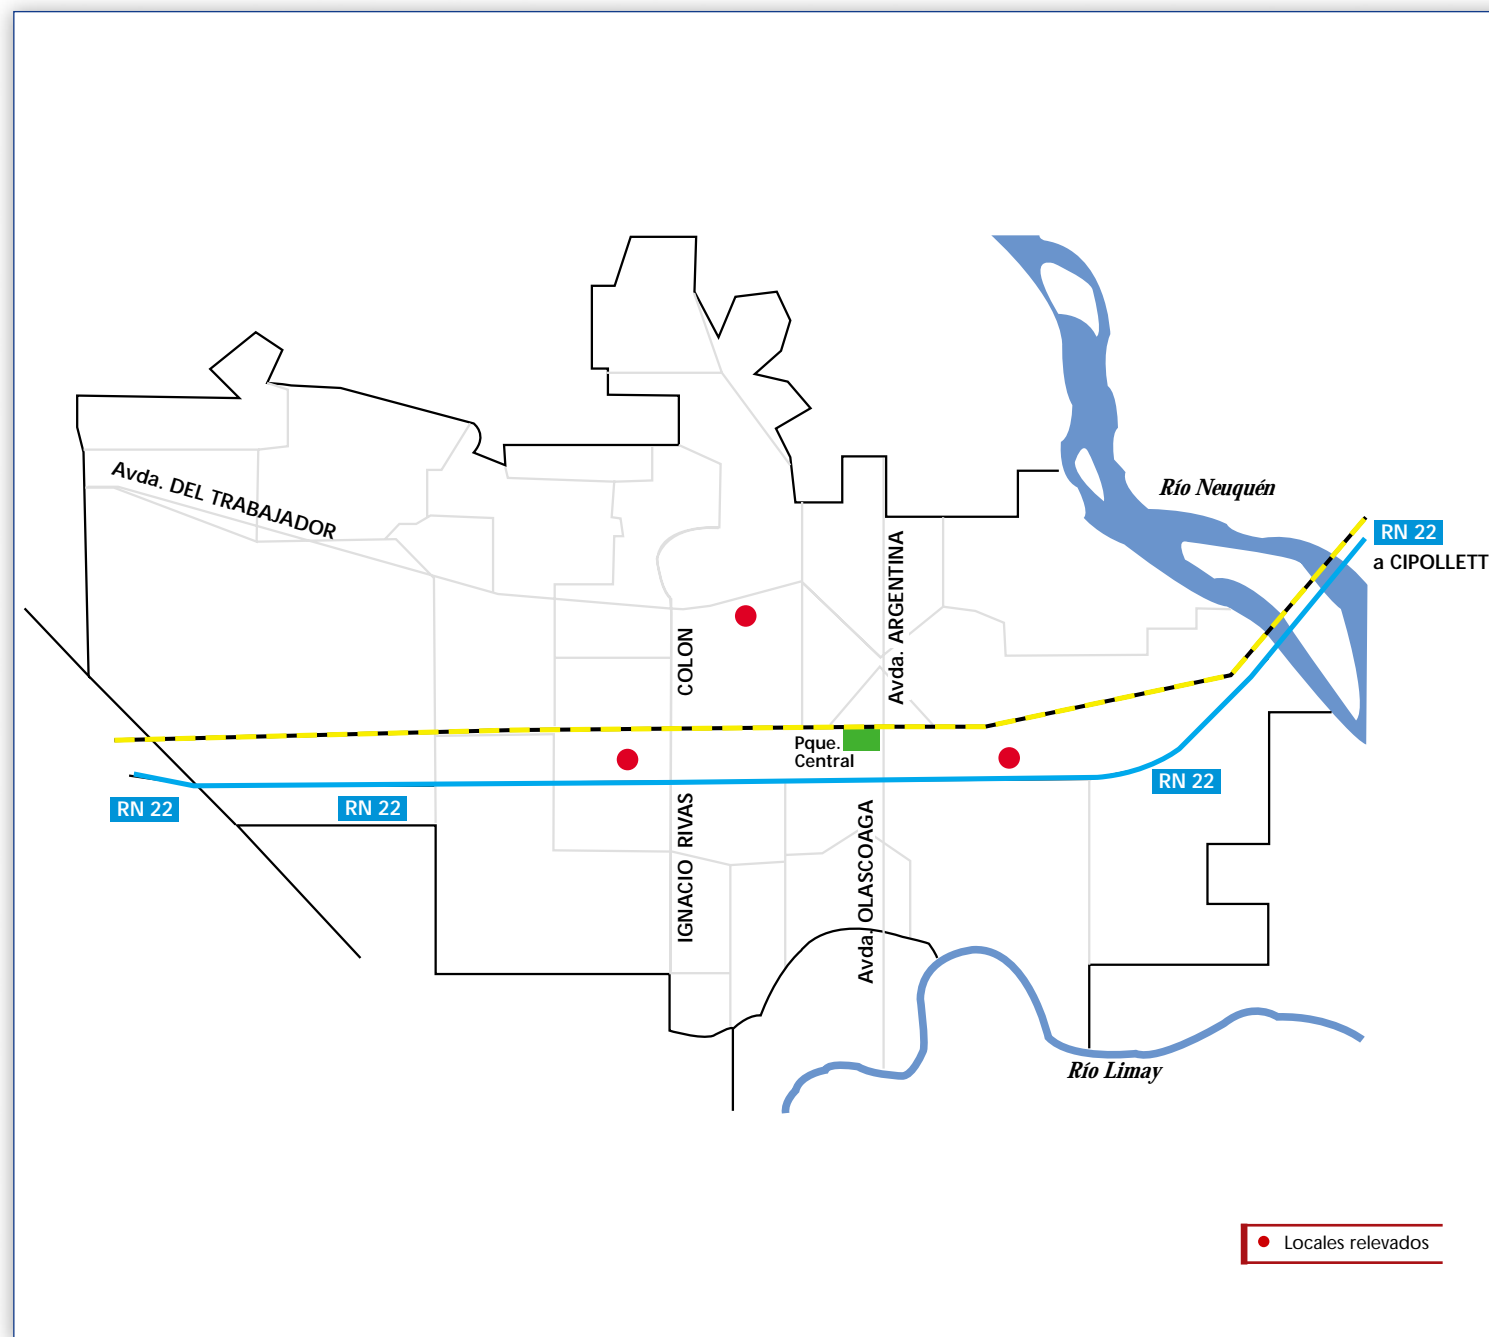 Río Neuquén
Avda. DEL TRABAJADOR
RN 22
a CIPOLLETT
Avda. ARGENTINA
COLON
Pque.
Central
RN 22
RN 22
RN 22
IGNACIO RIVAS
Avda. OLASCOAGA
Río Limay
Locales relevados